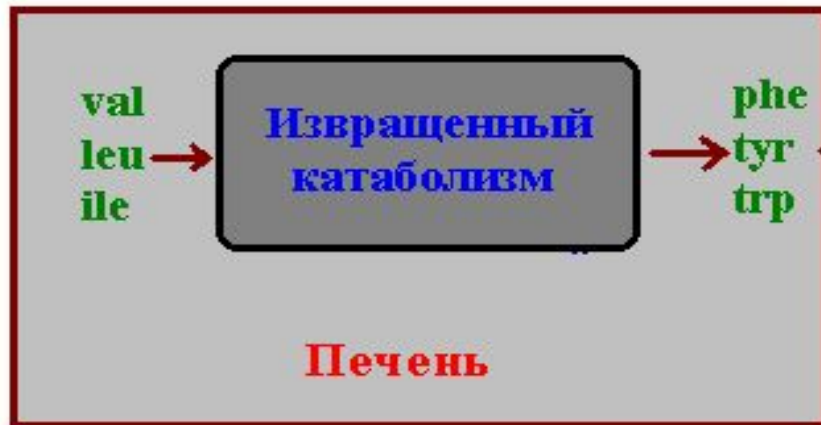 val
leu
ile
Извращенный
катаболизм
phe
tyr
trp
Печень